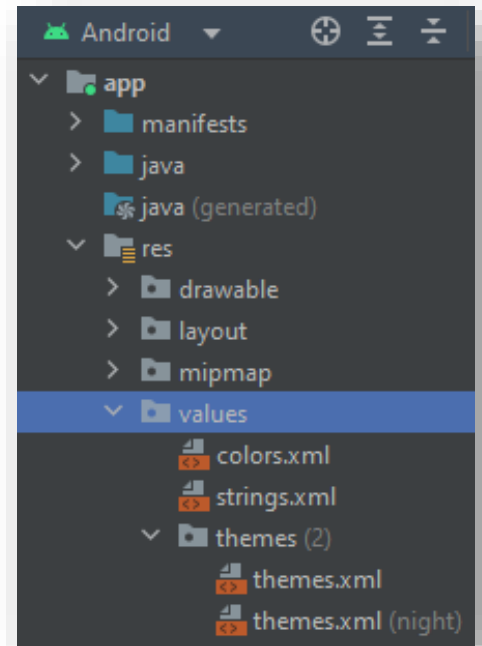 Android
app
manifests
java
java (generated)
res
drawable
layout
mipmap
values
colors.xml
strings.xml
themes (2)
themes.xml
themes.xml (night)